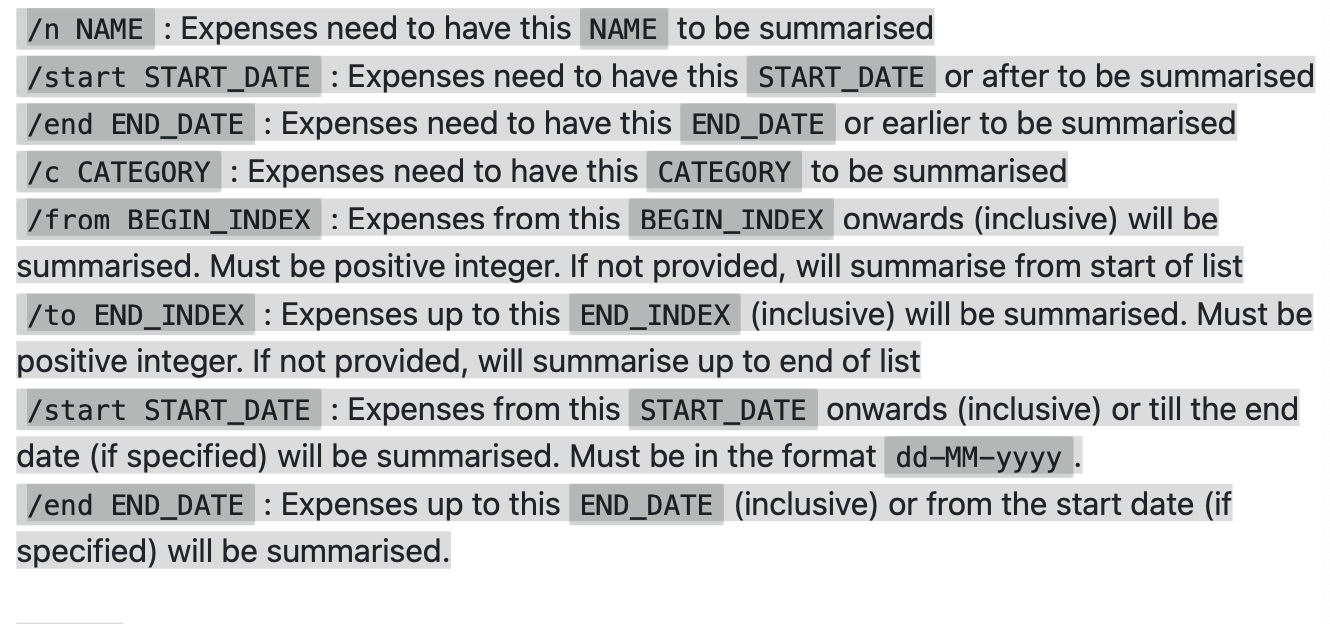 /n NAME : Expenses need to have this NAME to be summarised
/start START_DATE : Expenses need to have this START_DATE or after to be summarised
/end END_DATE : Expenses need to have this END_DATE or earlier to be summarised
/c CATEGORY : Expenses need to have this CATEGORY to be summarised
/from BEGIN_INDEX : Expenses from this BEGIN_INDEX onwards (inclusive) will be
summarised. Must be positive integer. If not provided, will summarise from start of list
/to END_INDEX : Expenses up to this END_INDEX (inclusive) will be summarised. Must be
positive integer. If not provided, will summarise up to end of list
/start START_DATE : Expenses from this START_DATE onwards (inclusive) or till the end
date (if specified) will be summarised. Must be in the format dd-MM-yyyy .
/end END_DATE : Expenses up to this END_DATE (inclusive) or from the start date (if
specified) will be summarised.